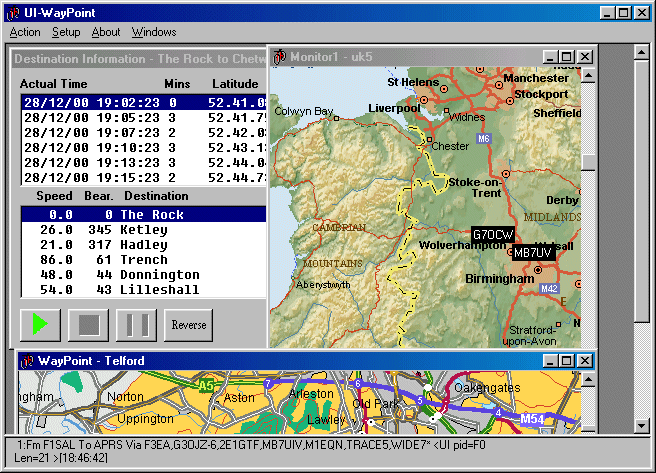 UI-WayPoint
Action Setup About Windows
Destination Information - The Rock to Chetw
Actual Time Mins Latitude
28/12/00 19:02:23 0 52.41.0
28/12/00 19:05:23 3 52.41.7
28/12/00 19:07:23 2 52.42.0
28/12/00 19:10:23 3 52.43.1
28/12/00 19:13:23 3 52.44.0
28/12/00 19:15:23 2 52.44.7
Speed Bear. Destination
0.0 0 The Rock
26.0 345 Ketley
21.0 317 Hadley
86.0 61 Trench
48.0 44 Donnington
54.0 43 Lilleshall
Reverse
Monitor1 - uk5
St Helens
Manchester
Stockport
Liverpool
Widnes
Sheffield
Colwyn Bay
M6
Chester
Stoke-on-
Trent
Derby
MIDLANDS
CAMBRIAN
G7OCW
Wolverhampton
MB7UV
Walsall
MOUNTAINS
Birmingham
Aberystwyth
M42
E
Stratford-
upon-Avon
WayPoint - Telford
A5
7
6
5
4
Oakengates
ngham
Norton
Aston
Arleston
Old Park
Uppington
Lawley
M54
1:Fm F1SAL To APRS Via F3EA,G3OJZ-6,2E1GTF,MB7UIV,M1EQN,TRACE5,WIDE7* <UI pid=F0
Len=21 >[18:46:42]